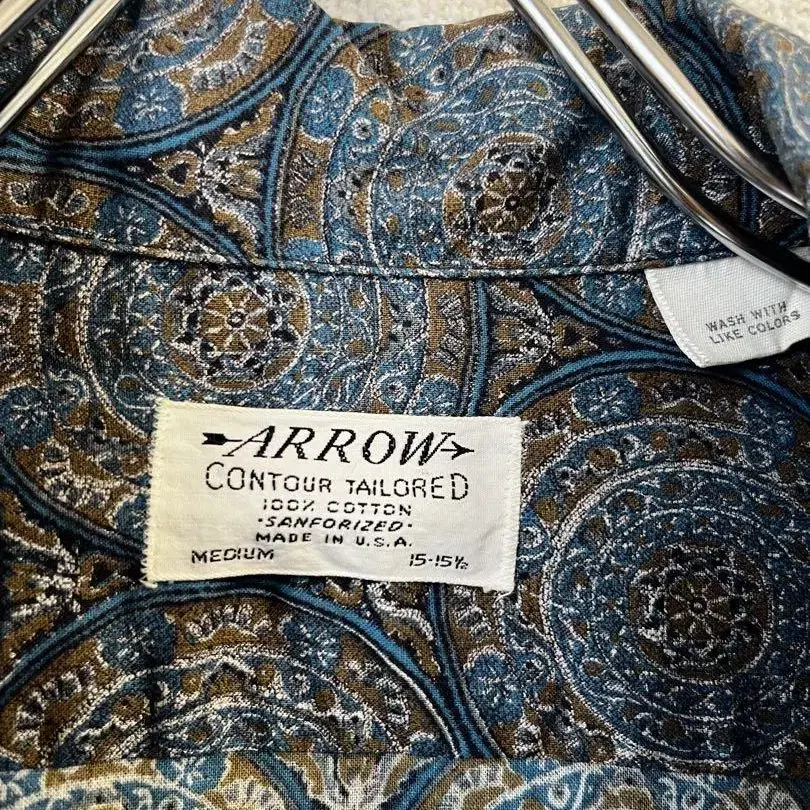 ARROW
CONTOUR TAILORED
100% COTTON
·SANFORIZED·
MADE IN U.S.A.
MEDIUM 15-15½
WASH WITH
LIKE COLORS